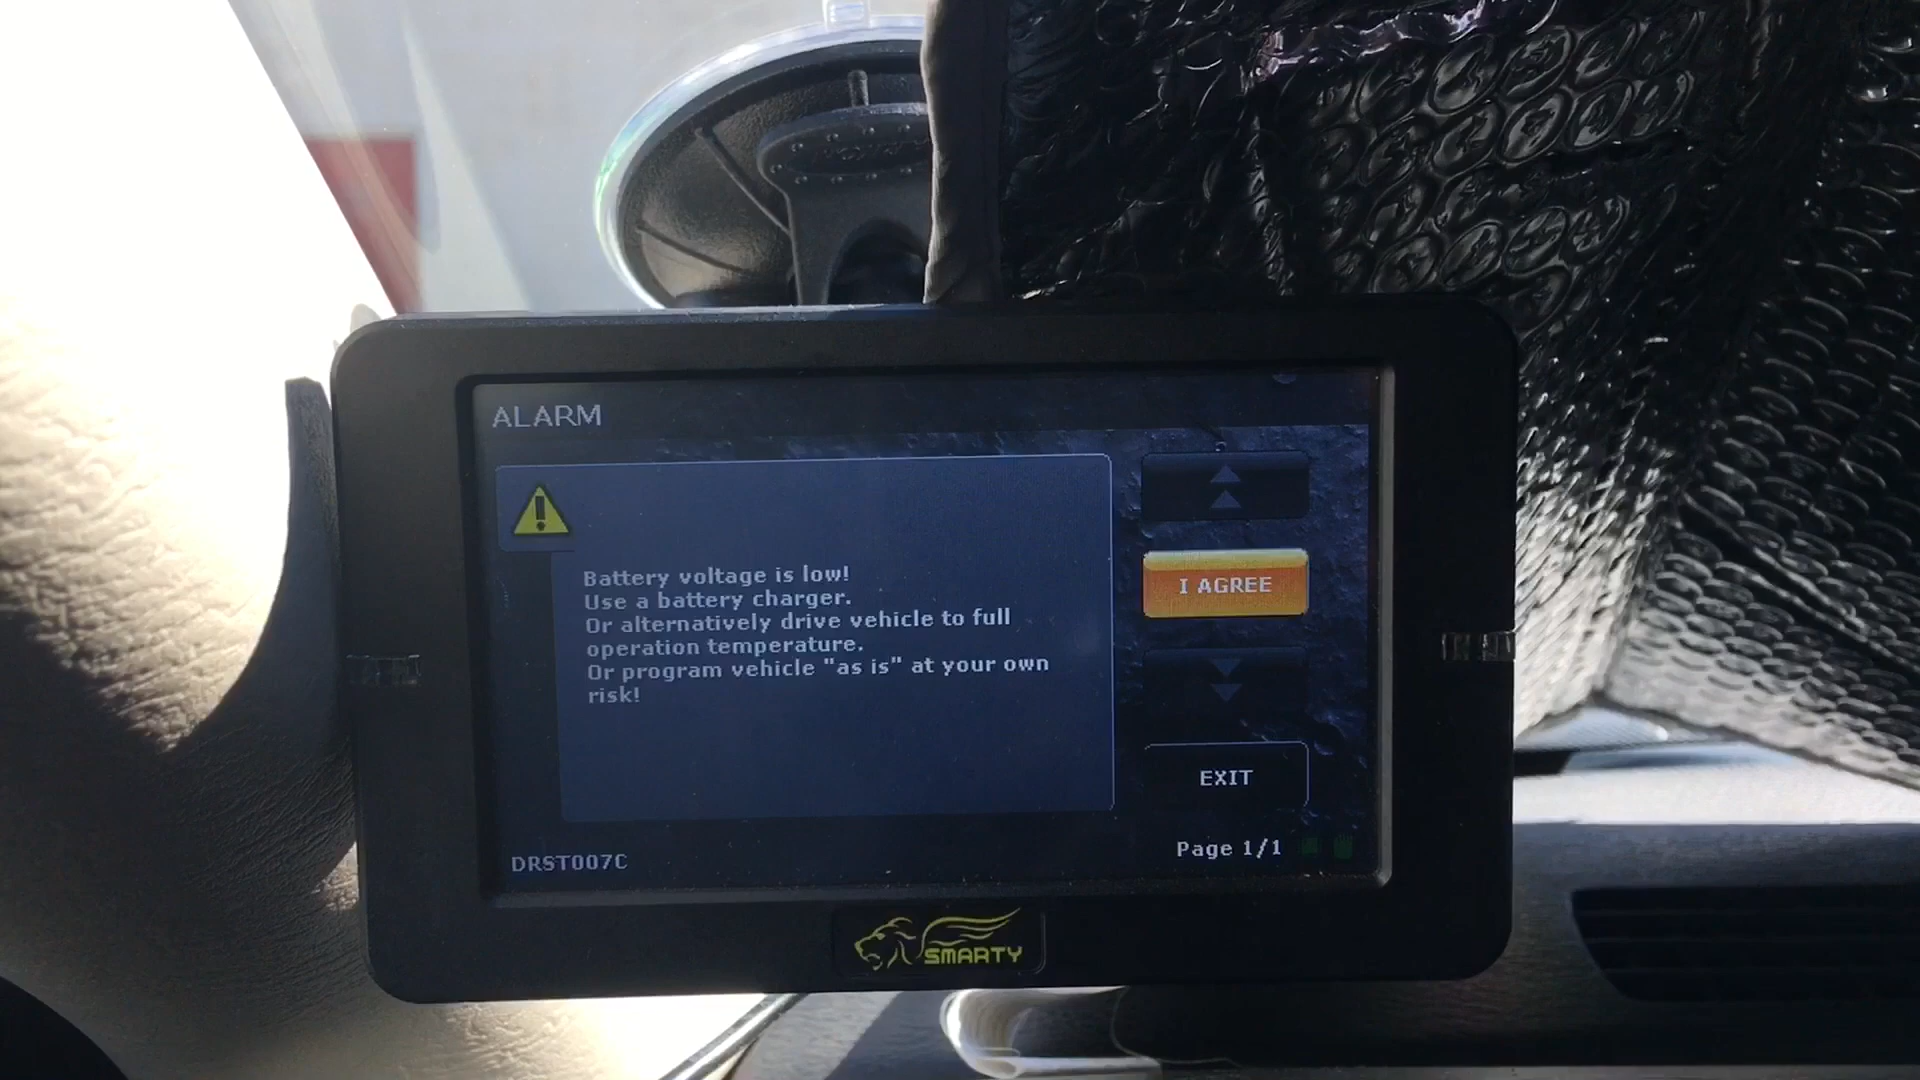 ALARM
Battery voltage is low!
Use a battery charger.
Or alternatively drive vehicle to full
operation temperature.
Or program vehicle "as is" at your own
risk!
I AGREE
EXIT
DRST007C
Page 1/1
SMARTY